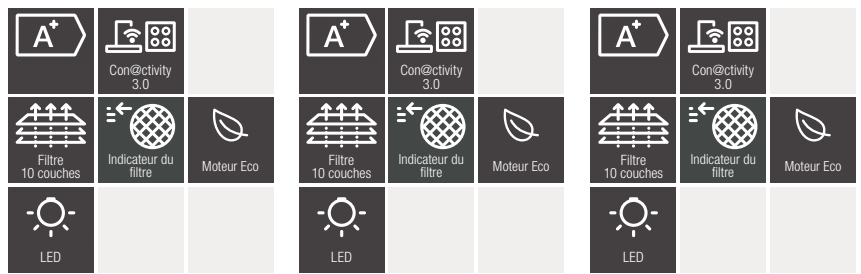 A+
Con@ctivity
3.0
Filtre
10 couches
Indicateur du
filtre
Moteur Eco
LED
A+
Con@ctivity
3.0
Filtre
10 couches
Indicateur du
filtre
Moteur Eco
LED
A+
Con@ctivity
3.0
Filtre
10 couches
Indicateur du
filtre
Moteur Eco
LED